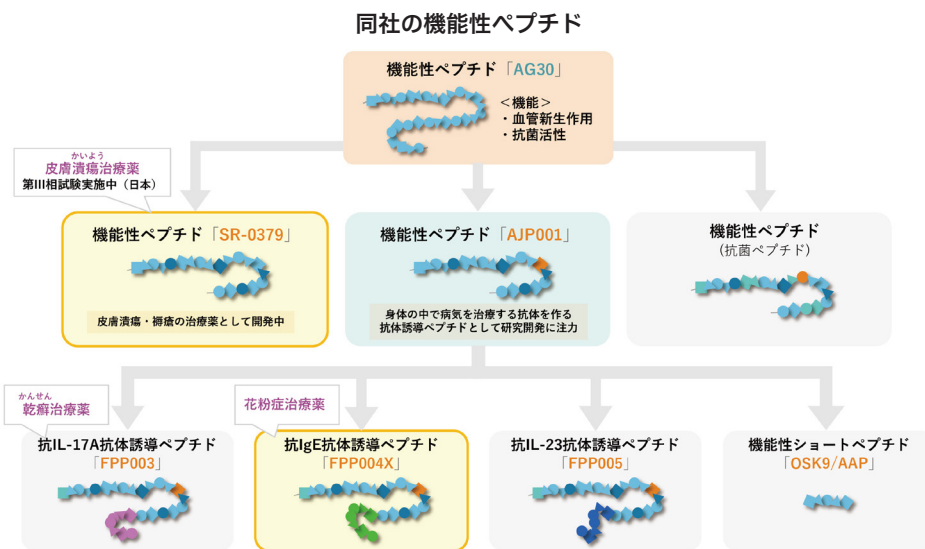 同社の機能性ペプチド
機能性ペプチド「AG30」
＜機能＞
・血管新生作用
・抗菌活性
かいよう
皮膚潰瘍治療薬
第III相試験実施中（日本）
機能性ペプチド「SR-0379」
皮膚潰瘍・褥瘡の治療薬として開発中
機能性ペプチド「AJP001」
身体の中で病気を治療する抗体を作る
抗体誘導ペプチドとして研究開発に注力
機能性ペプチド
（抗菌ペプチド）
かんせん
乾癬治療薬
抗IL-17A抗体誘導ペプチド
「FPP003」
花粉症治療薬
抗IgE抗体誘導ペプチド
「FPP004X」
抗IL-23抗体誘導ペプチド
「FPP005」
機能性ショートペプチド
「OSK9/AAP」